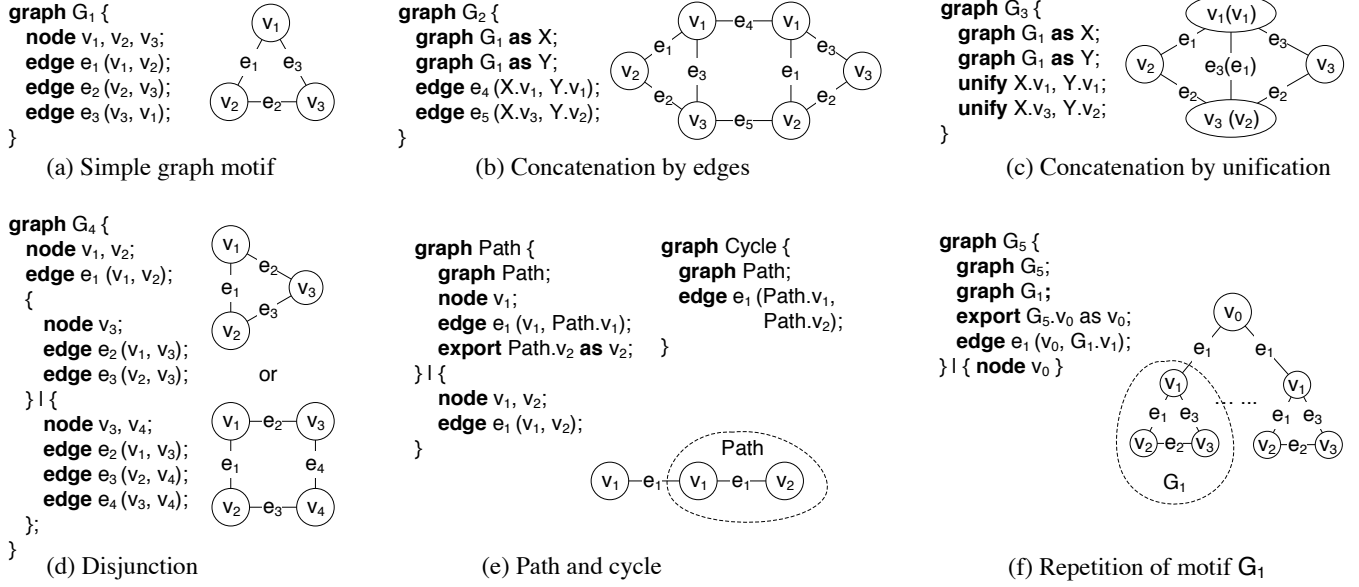 graph G₁ {
node v₁, v₂, v₃;
edge e₁ (v₁, v₂);
edge e₂ (v₂, v₃);
edge e₃ (v₃, v₁);
}
v₁
e₁ e₃
v₂ e₂ v₃
(a) Simple graph motif
graph G₂ {
graph G₁ as X;
graph G₁ as Y;
edge e₄ (X.v₁, Y.v₁);
edge e₅ (X.v₃, Y.v₂);
}
v₁ e₄ v₁
e₁ e₃
v₂ e₃ e₁ v₃
e₂ e₂
v₃ e₅ v₂
(b) Concatenation by edges
graph G₃ {
graph G₁ as X;
graph G₁ as Y;
unify X.v₁, Y.v₁;
unify X.v₃, Y.v₂;
}
v₁(v₁)
e₁ e₃
v₂ e₃(e₁) v₃
e₂ e₂
v₃ (v₂)
(c) Concatenation by unification
graph G₄ {
node v₁, v₂;
edge e₁ (v₁, v₂);
{
node v₃;
edge e₂ (v₁, v₃);
edge e₃ (v₂, v₃);
} | {
node v₃, v₄;
edge e₂ (v₁, v₃);
edge e₃ (v₂, v₄);
edge e₄ (v₃, v₄);
};
}
v₁
e₂
e₁ v₃
e₃
v₂
or
v₁ e₂ v₃
e₁ e₄
v₂ e₃ v₄
(d) Disjunction
graph Path {
graph Path;
node v₁;
edge e₁ (v₁, Path.v₁);
export Path.v₂ as v₂;
} | {
node v₁, v₂;
edge e₁ (v₁, v₂);
}
graph Cycle {
graph Path;
edge e₁ (Path.v₁,
Path.v₂);
}
Path
v₁ e₁ v₁ e₁ v₂
(e) Path and cycle
graph G₅ {
graph G₅;
graph G₁;
export G₅.v₀ as v₀;
edge e₁ (v₀, G₁.v₁);
} | { node v₀ }
v₀
e₁ e₁
v₁ v₁
... ...
e₁ e₃ e₁ e₃
v₂ e₂ v₃ v₂ e₂ v₃
G₁
(f) Repetition of motif G₁